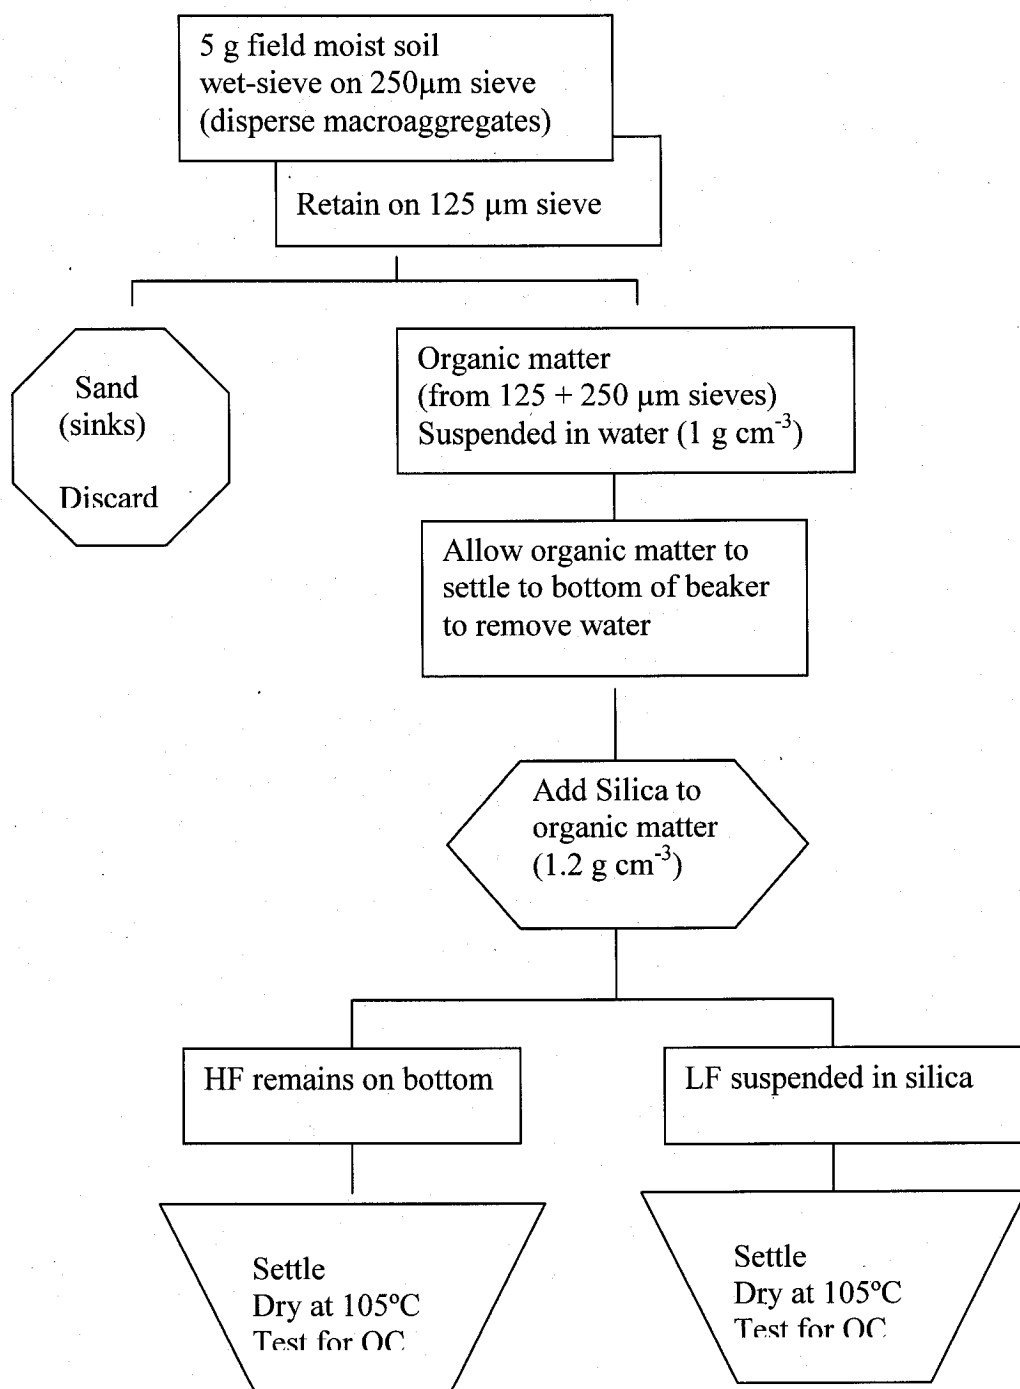 5 g field moist soil
wet-sieve on 250µm sieve
(disperse macroaggregates)
Retain on 125 µm sieve
Sand
(sinks)
Discard
Organic matter
(from 125 + 250 µm sieves)
Suspended in water (1 g cm⁻³)
Allow organic matter to
settle to bottom of beaker
to remove water
Add Silica to
organic matter
(1.2 g cm⁻³)
HF remains on bottom
LF suspended in silica
Settle
Dry at 105ºC
Test for OC
Settle
Dry at 105ºC
Test for OC